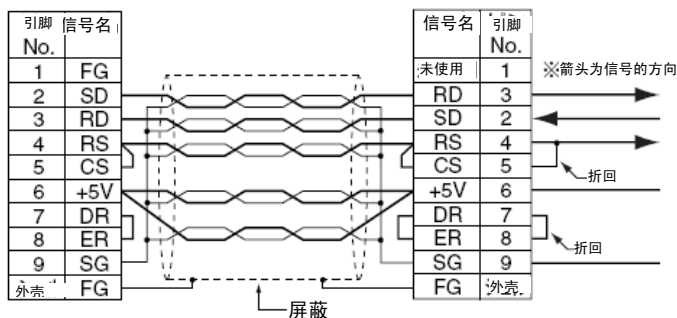 引脚 No. 信号名
1 FG
2 SD
3 RD
4 RS
5 CS
6 +5V
7 DR
8 ER
9 SG
外壳 FG
信号名 引脚 No.
未使用 1
RD 3
SD 2
RS 4
CS 5
+5V 6
DR 7
ER 8
SG 9
FG 外壳
※箭头为信号的方向
折回
折回
屏蔽